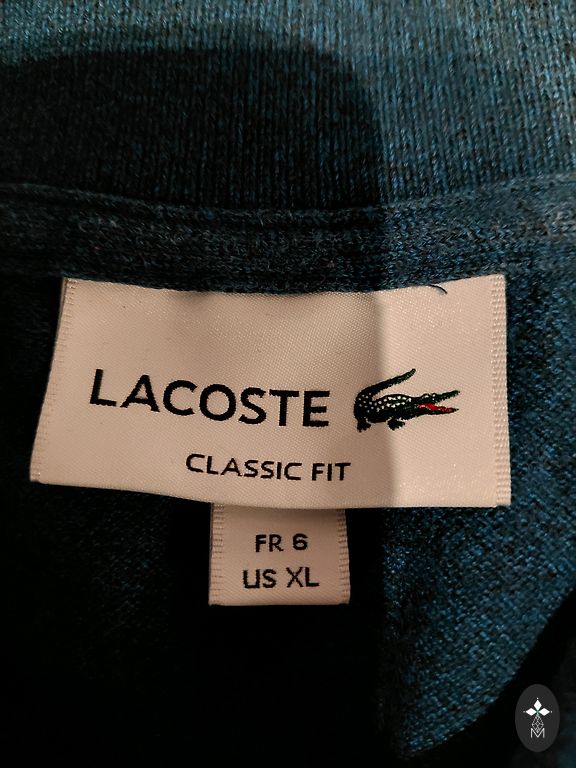 LACOSTE
CLASSIC FIT
FR 6
US XL
M